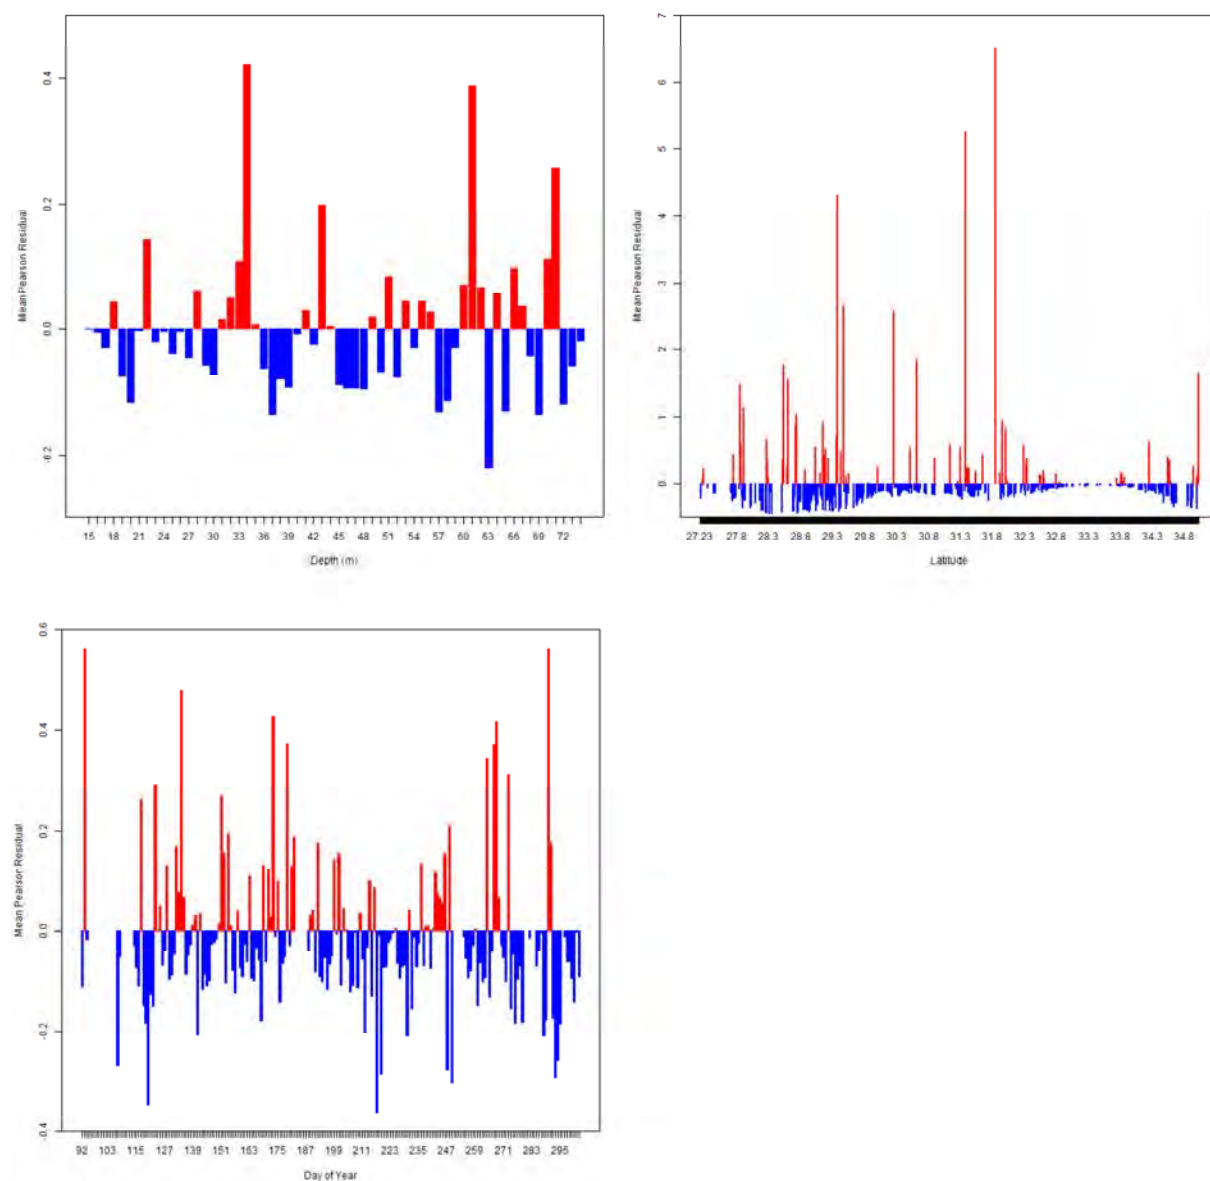 0.4
0.2
0.0
-0.2
Mean Pearson Residual
15 18 21 24 27 30 33 36 39 42 45 48 51 54 57 60 63 66 69 72
Depth (m)
7
6
5
4
3
2
1
0
Mean Pearson Residual
27.23 27.8 28.3 28.8 29.3 29.8 30.3 30.8 31.3 31.8 32.3 32.8 33.3 33.8 34.3 34.8
Latitude
0.6
0.4
0.2
0.0
-0.2
-0.4
Mean Pearson Residual
92 103 115 127 139 151 163 175 187 199 211 223 235 247 259 271 283 295
Day of Year